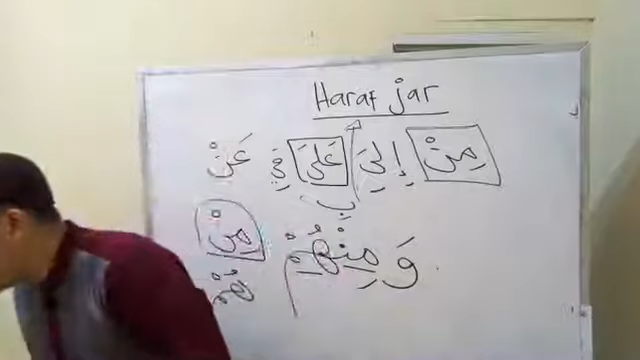 Haraf jar
مِنْ إِلَى عَلَى فِي عَنْ
بِ
وَ مِنْهُمْ
مِنْ
هُمْ